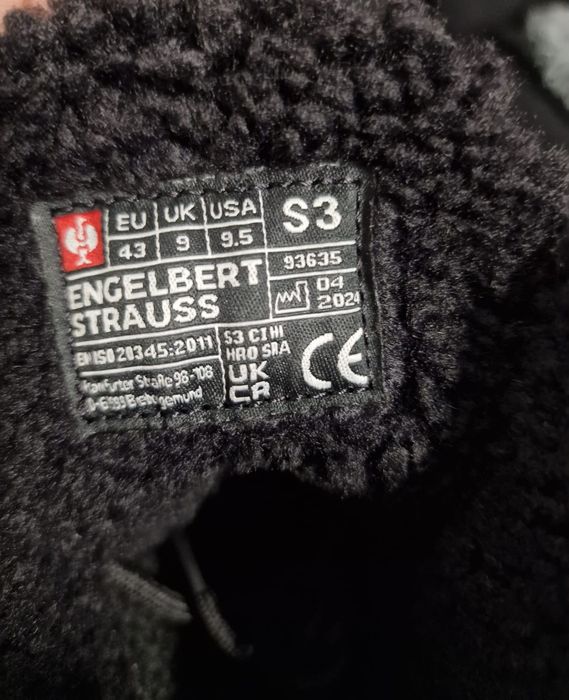 EU UK USA
43 9 9.5
S3
93635
04
2024
ENGELBERT
STRAUSS
EN ISO 20345:2011
Frankfurter Straße 98-108
S3 CI HI
HRO SRA
UK
CA
CE